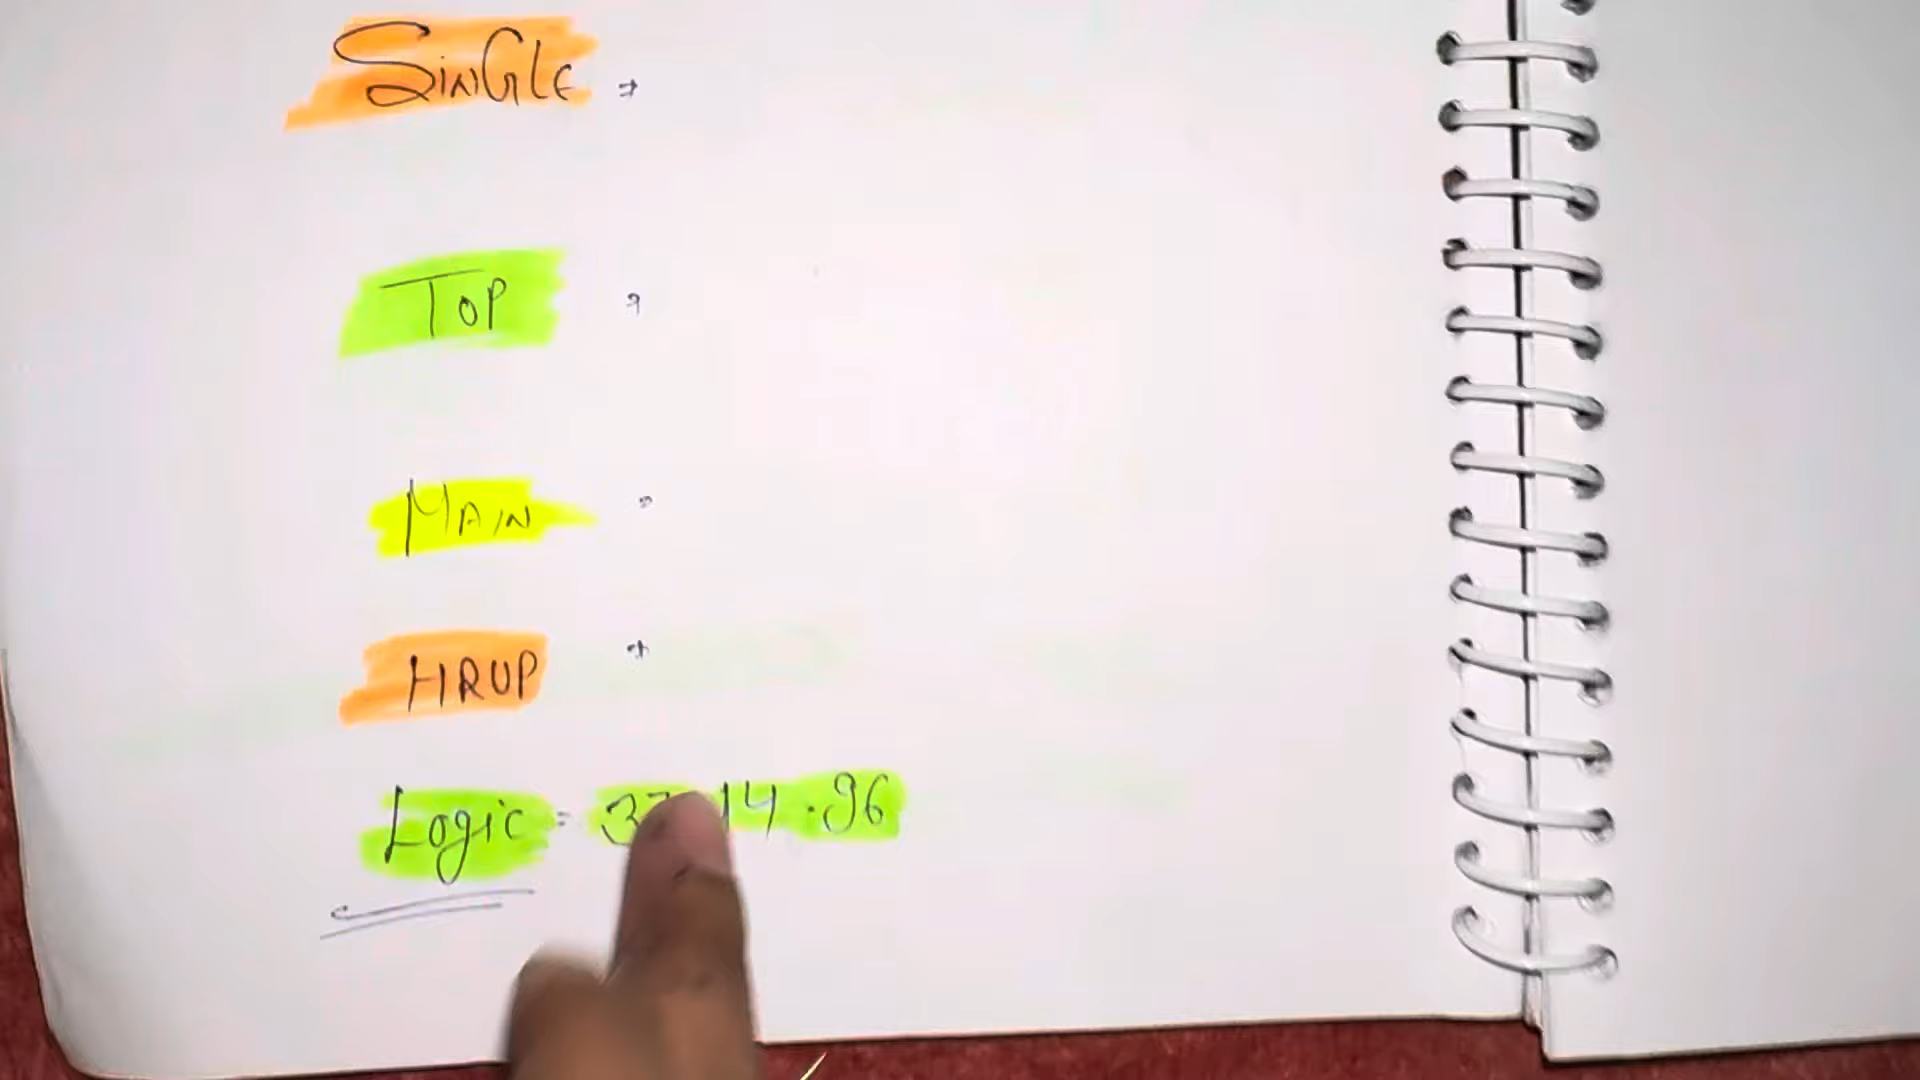 SinGLE
TOP
MAIN
HRUP
Logic = 14.96